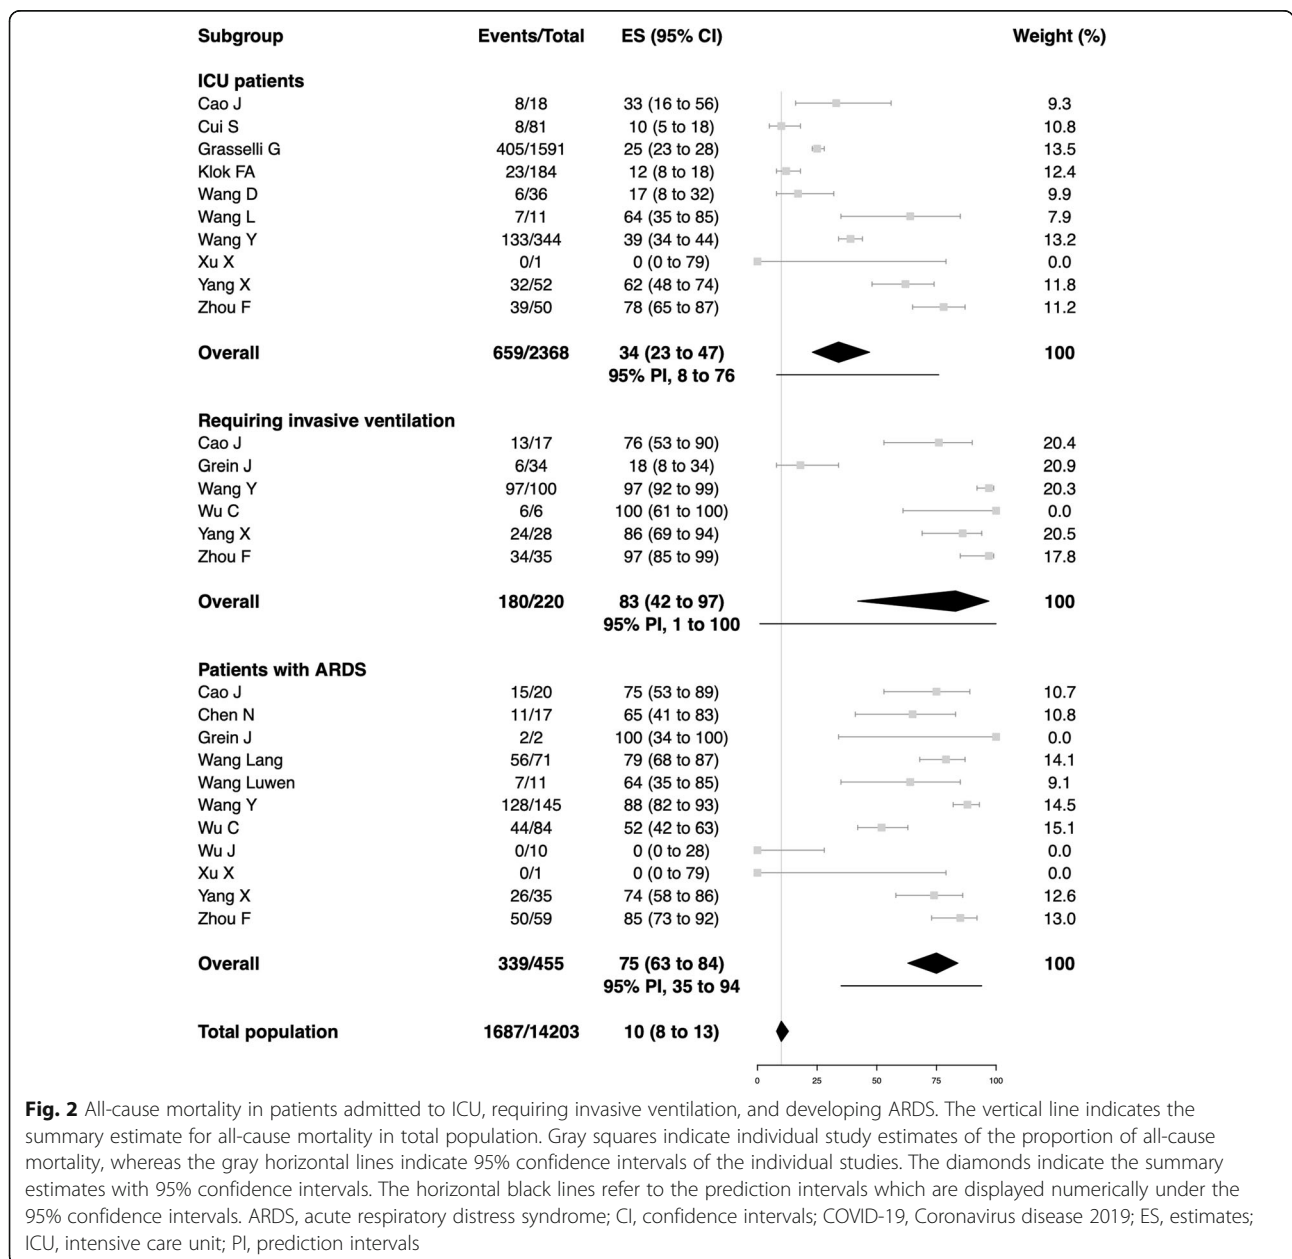 Subgroup Events/Total ES (95% CI) Weight (%)
ICU patients
Cao J 8/18 33 (16 to 56) 9.3
Cui S 8/81 10 (5 to 18) 10.8
Grasselli G 405/1591 25 (23 to 28) 13.5
Klok FA 23/184 12 (8 to 18) 12.4
Wang D 6/36 17 (8 to 32) 9.9
Wang L 7/11 64 (35 to 85) 7.9
Wang Y 133/344 39 (34 to 44) 13.2
Xu X 0/1 0 (0 to 79) 0.0
Yang X 32/52 62 (48 to 74) 11.8
Zhou F 39/50 78 (65 to 87) 11.2
Overall 659/2368 34 (23 to 47) 100
95% PI, 8 to 76
Requiring invasive ventilation
Cao J 13/17 76 (53 to 90) 20.4
Grein J 6/34 18 (8 to 34) 20.9
Wang Y 97/100 97 (92 to 99) 20.3
Wu C 6/6 100 (61 to 100) 0.0
Yang X 24/28 86 (69 to 94) 20.5
Zhou F 34/35 97 (85 to 99) 17.8
Overall 180/220 83 (42 to 97) 100
95% PI, 1 to 100
Patients with ARDS
Cao J 15/20 75 (53 to 89) 10.7
Chen N 11/17 65 (41 to 83) 10.8
Grein J 2/2 100 (34 to 100) 0.0
Wang Lang 56/71 79 (68 to 87) 14.1
Wang Luwen 7/11 64 (35 to 85) 9.1
Wang Y 128/145 88 (82 to 93) 14.5
Wu C 44/84 52 (42 to 63) 15.1
Wu J 0/10 0 (0 to 28) 0.0
Xu X 0/1 0 (0 to 79) 0.0
Yang X 26/35 74 (58 to 86) 12.6
Zhou F 50/59 85 (73 to 92) 13.0
Overall 339/455 75 (63 to 84) 100
95% PI, 35 to 94
Total population 1687/14203 10 (8 to 13)
0 25 50 75 100
Fig. 2 All-cause mortality in patients admitted to ICU, requiring invasive ventilation, and developing ARDS. The vertical line indicates the
summary estimate for all-cause mortality in total population. Gray squares indicate individual study estimates of the proportion of all-cause
mortality, whereas the gray horizontal lines indicate 95% confidence intervals of the individual studies. The diamonds indicate the summary
estimates with 95% confidence intervals. The horizontal black lines refer to the prediction intervals which are displayed numerically under the
95% confidence intervals. ARDS, acute respiratory distress syndrome; CI, confidence intervals; COVID-19, Coronavirus disease 2019; ES, estimates;
ICU, intensive care unit; PI, prediction intervals